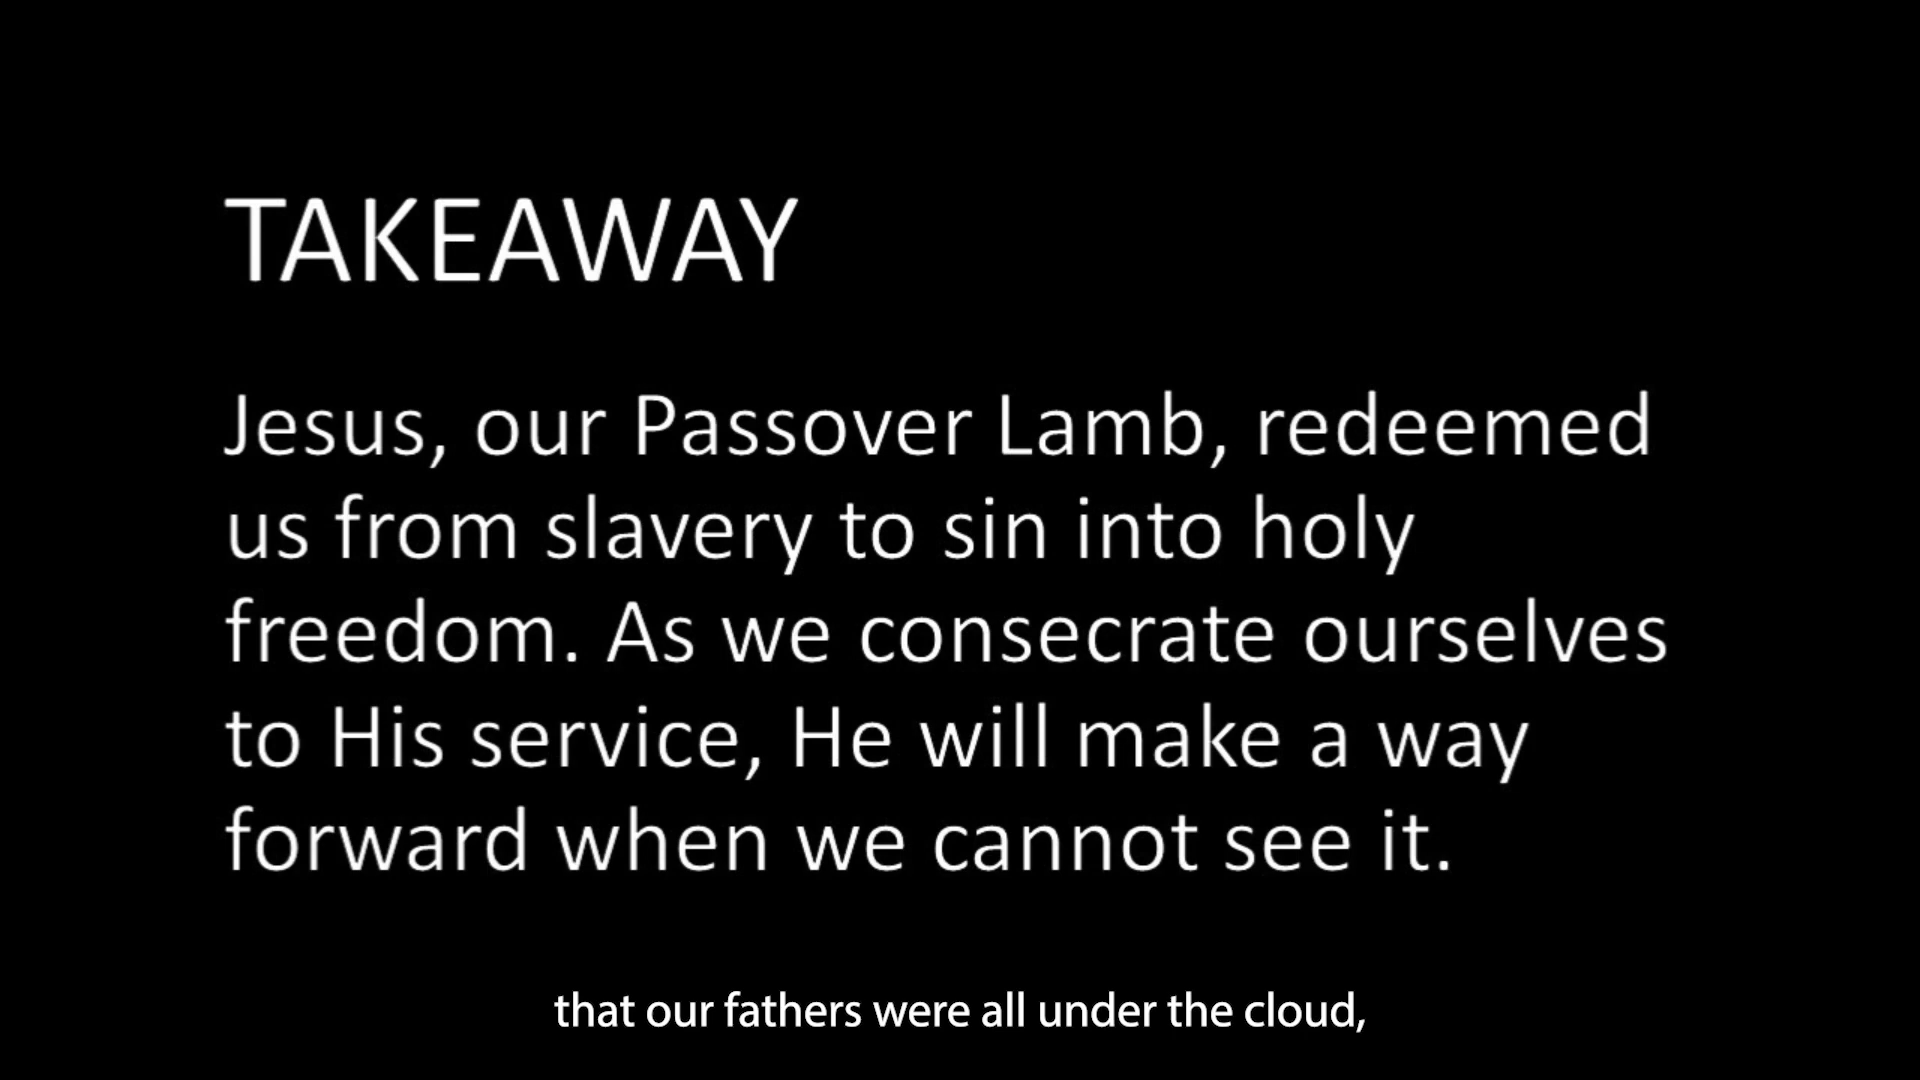 TAKEAWAY
Jesus, our Passover Lamb, redeemed
us from slavery to sin into holy
freedom. As we consecrate ourselves
to His service, He will make a way
forward when we cannot see it.
that our fathers were all under the cloud,